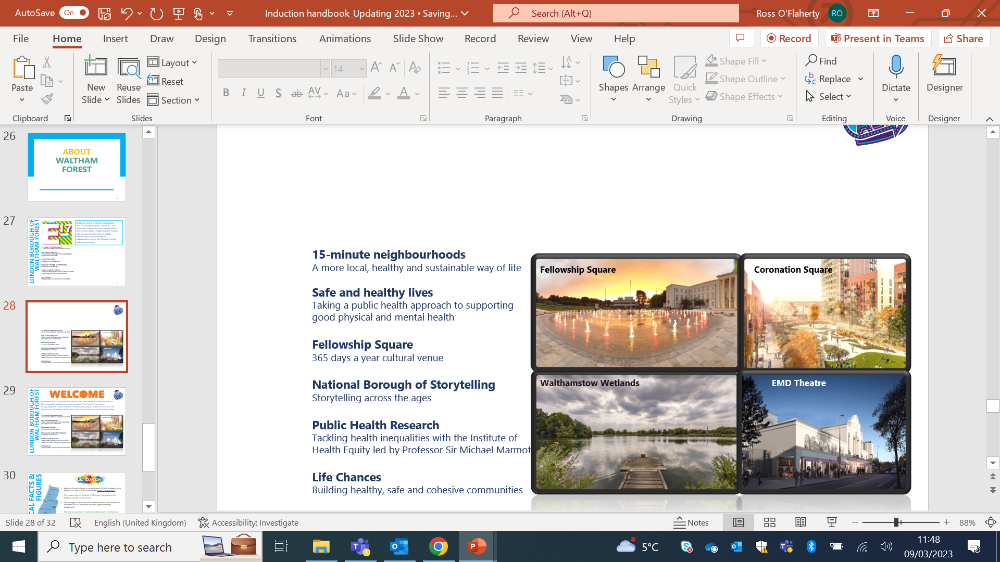 AutoSave On Induction handbook_Updating 2023 • Saving... Search (Alt+Q) Ross O'Flaherty RO
File Home Insert Draw Design Transitions Animations Slide Show Record Review View Help Record Present in Teams Share
Paste New Slide Reuse Slides Layout Reset Section 14 Shapes Arrange Quick Styles Shape Fill Shape Outline Shape Effects Find Replace Select Dictate Designer
Clipboard Slides Font Paragraph Drawing Editing Voice Designer
26
ABOUT
WALTHAM
FOREST
27
LONDON BOROUGH OF
WALTHAM FOREST
28
29
LONDON BOROUGH OF
WALTHAM FOREST
WELCOME
30
CAL FACTS &
FIGURES
Did You Know
15-minute neighbourhoods
A more local, healthy and sustainable way of life
Safe and healthy lives
Taking a public health approach to supporting
good physical and mental health
Fellowship Square
365 days a year cultural venue
National Borough of Storytelling
Storytelling across the ages
Public Health Research
Tackling health inequalities with the Institute of
Health Equity led by Professor Sir Michael Marmot
Life Chances
Building healthy, safe and cohesive communities
Fellowship Square
Coronation Square
Walthamstow Wetlands
EMD Theatre
Slide 28 of 32 English (United Kingdom) Accessibility: Investigate Notes 88%
Type here to search 5°C 11:48
09/03/2023